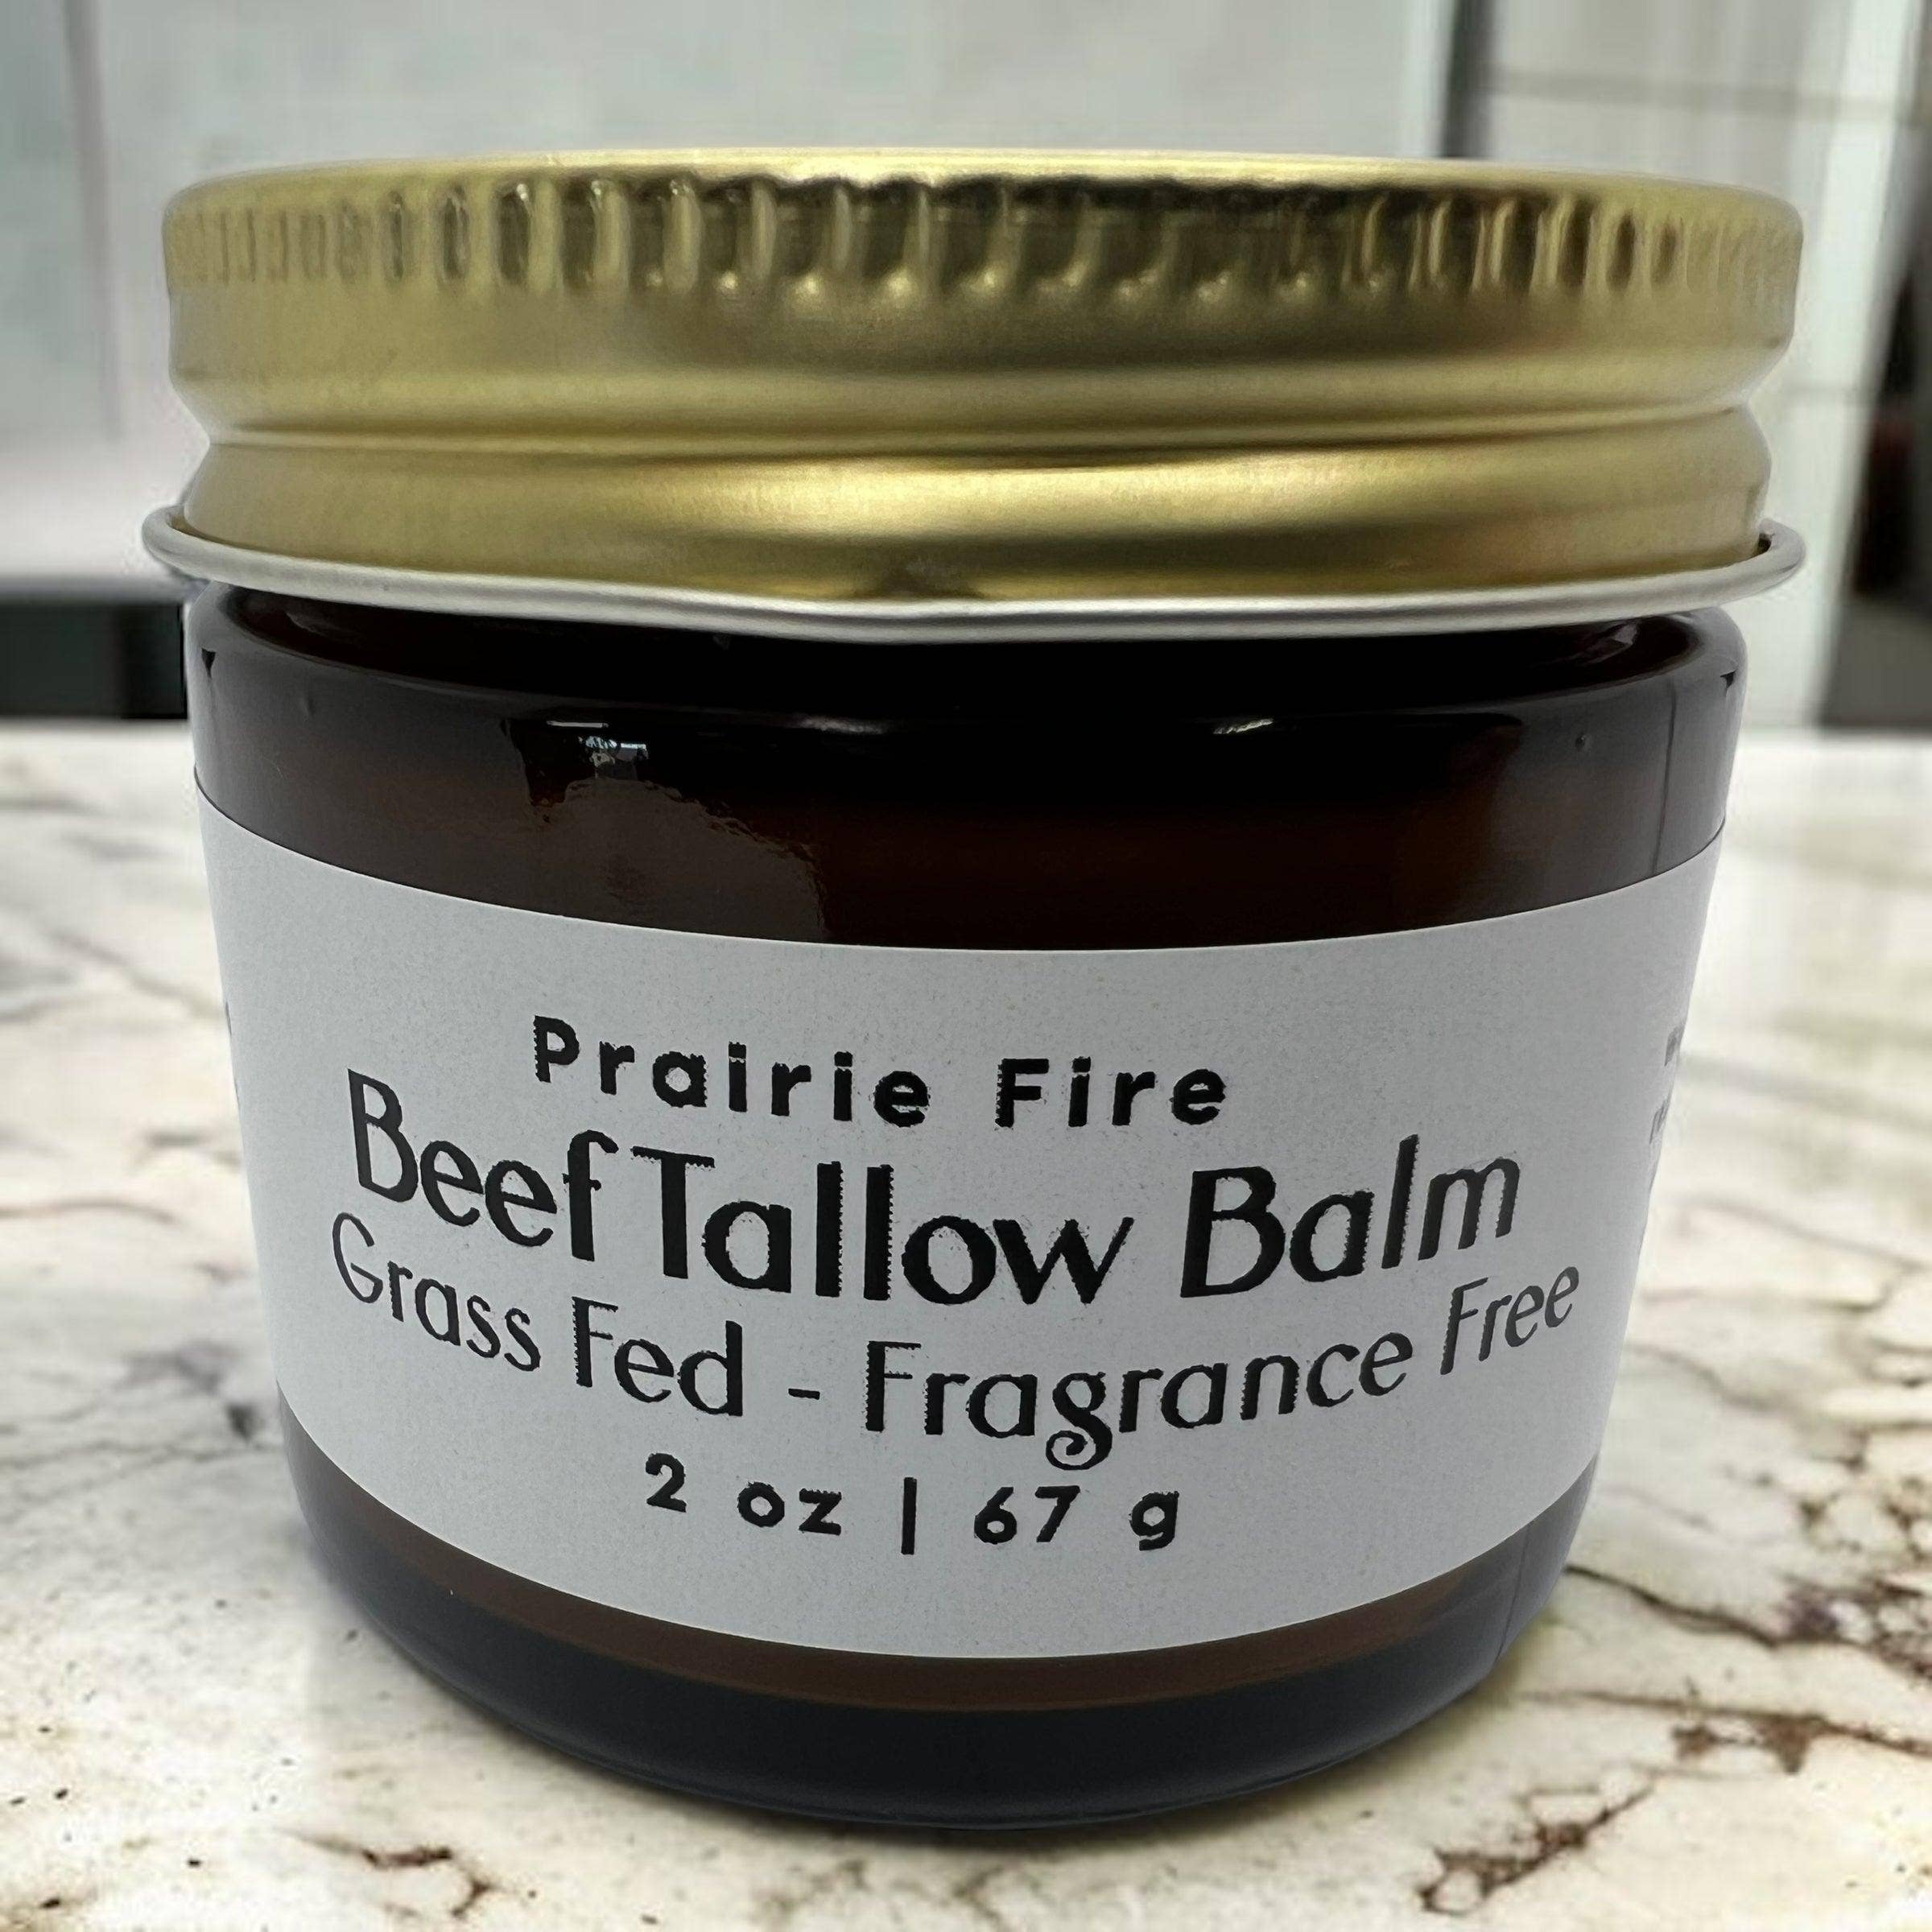 Prairie Fire
Beef Tallow Balm
Grass Fed - Fragrance Free
2 oz | 67 g